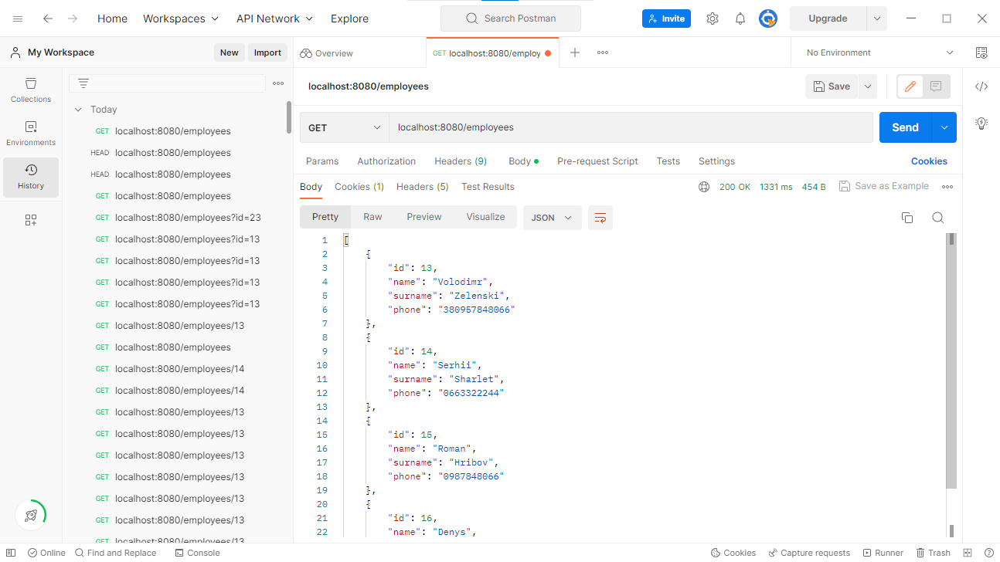 Home Workspaces API Network Explore Search Postman Invite Upgrade
My Workspace New Import Overview GET localhost:8080/employ No Environment
Collections
Environments
History
Today
GET localhost:8080/employees
HEAD localhost:8080/employees
HEAD localhost:8080/employees
GET localhost:8080/employees
GET localhost:8080/employees?id=23
GET localhost:8080/employees?id=13
GET localhost:8080/employees?id=13
GET localhost:8080/employees?id=13
GET localhost:8080/employees?id=13
GET localhost:8080/employees/13
GET localhost:8080/employees
GET localhost:8080/employees/14
GET localhost:8080/employees/14
GET localhost:8080/employees/13
GET localhost:8080/employees/13
GET localhost:8080/employees/13
GET localhost:8080/employees/13
GET localhost:8080/employees/13
GET localhost:8080/employees/13
GET localhost:8080/employees/13
localhost:8080/employees Save
GET localhost:8080/employees Send
Params Authorization Headers (9) Body Pre-request Script Tests Settings Cookies
Body Cookies (1) Headers (5) Test Results 200 OK 1331 ms 454 B Save as Example
Pretty Raw Preview Visualize JSON
1 [
2 {
3 "id": 13,
4 "name": "Volodimr",
5 "surname": "Zelenski",
6 "phone": "380957848066"
7 },
8 {
9 "id": 14,
10 "name": "Serhii",
11 "surname": "Sharlet",
12 "phone": "0663322244"
13 },
14 {
15 "id": 15,
16 "name": "Roman",
17 "surname": "Hribov",
18 "phone": "0987848066"
19 },
20 {
21 "id": 16,
22 "name": "Denys",
Online Find and Replace Console Cookies Capture requests Runner Trash